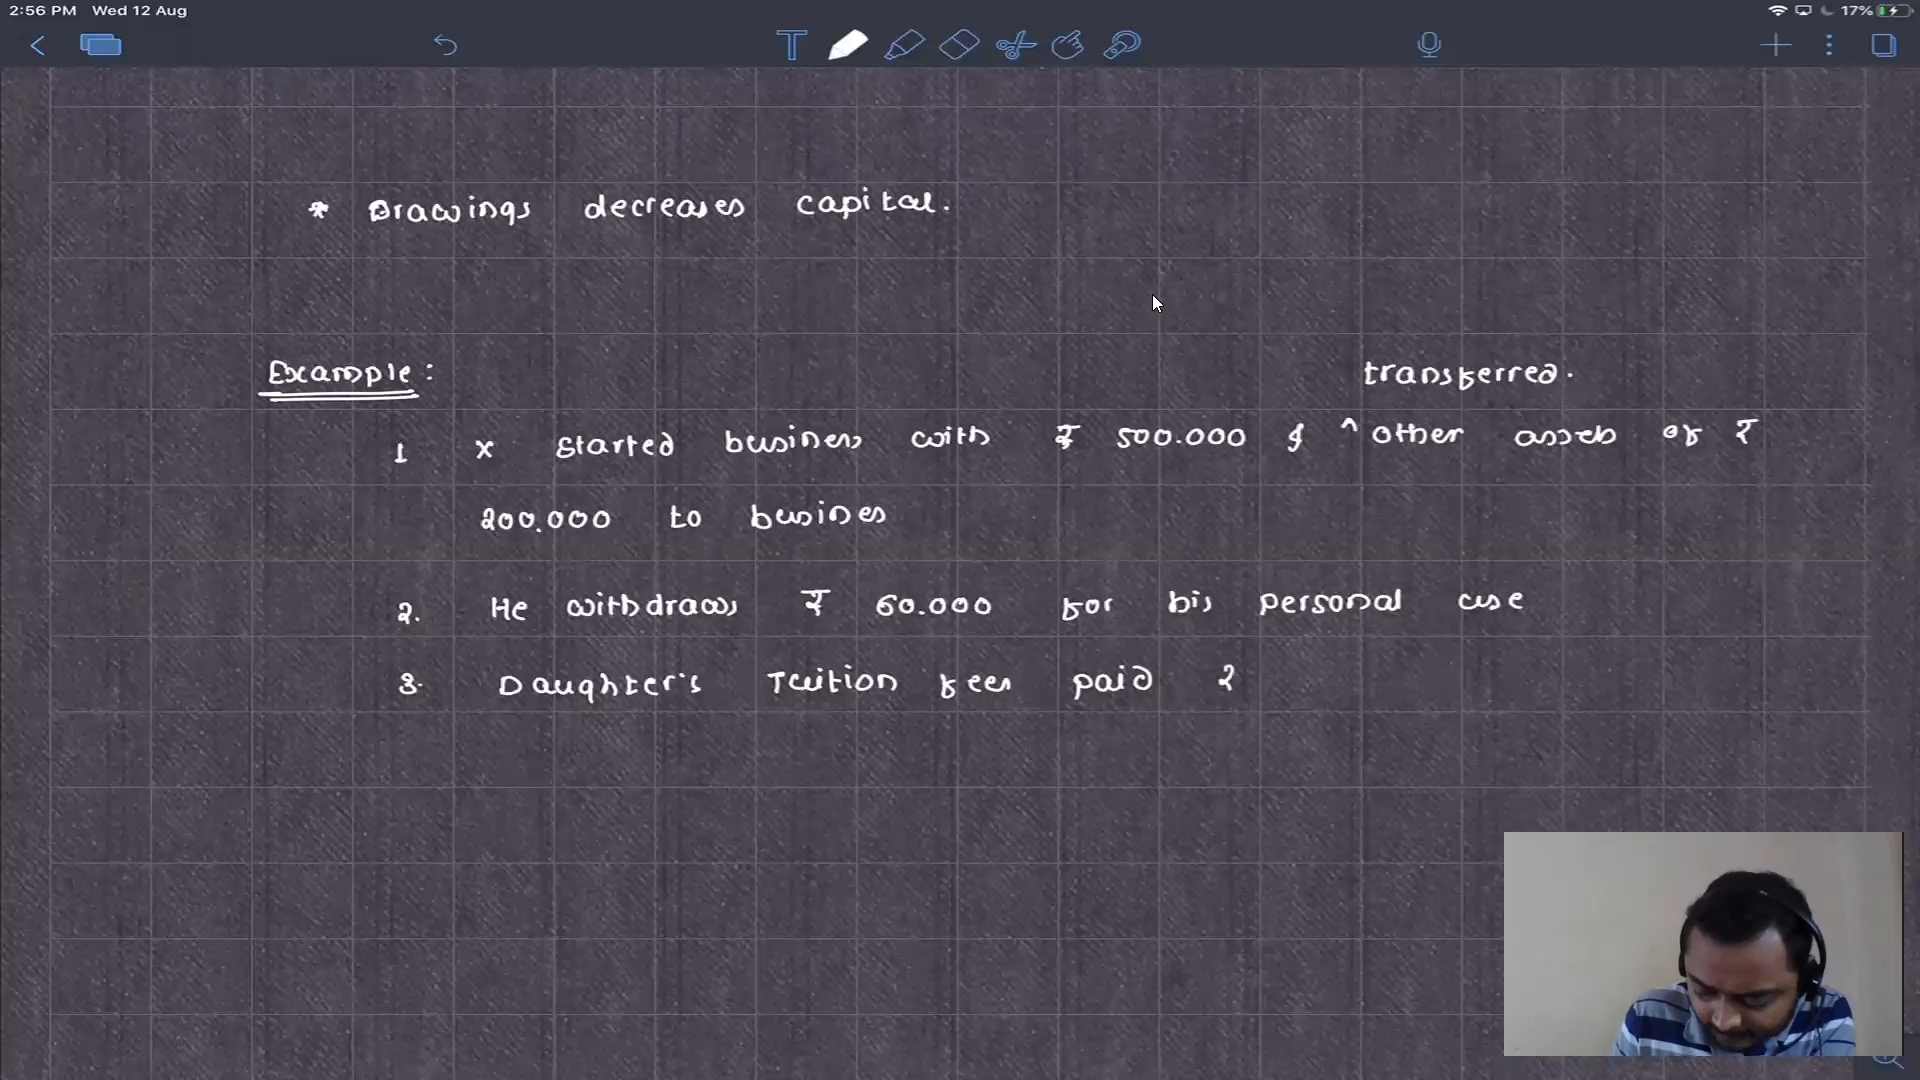 2:56 PM Wed 12 Aug
17%
* Drawings decreases capital.
Example:
transferred.
1 x started business with ₹ 500.000 & ^ other assets of ₹
200.000 to busines
2. He withdraws ₹ 60.000 for his personal use
3. Daughter's Tuition fees paid ₹